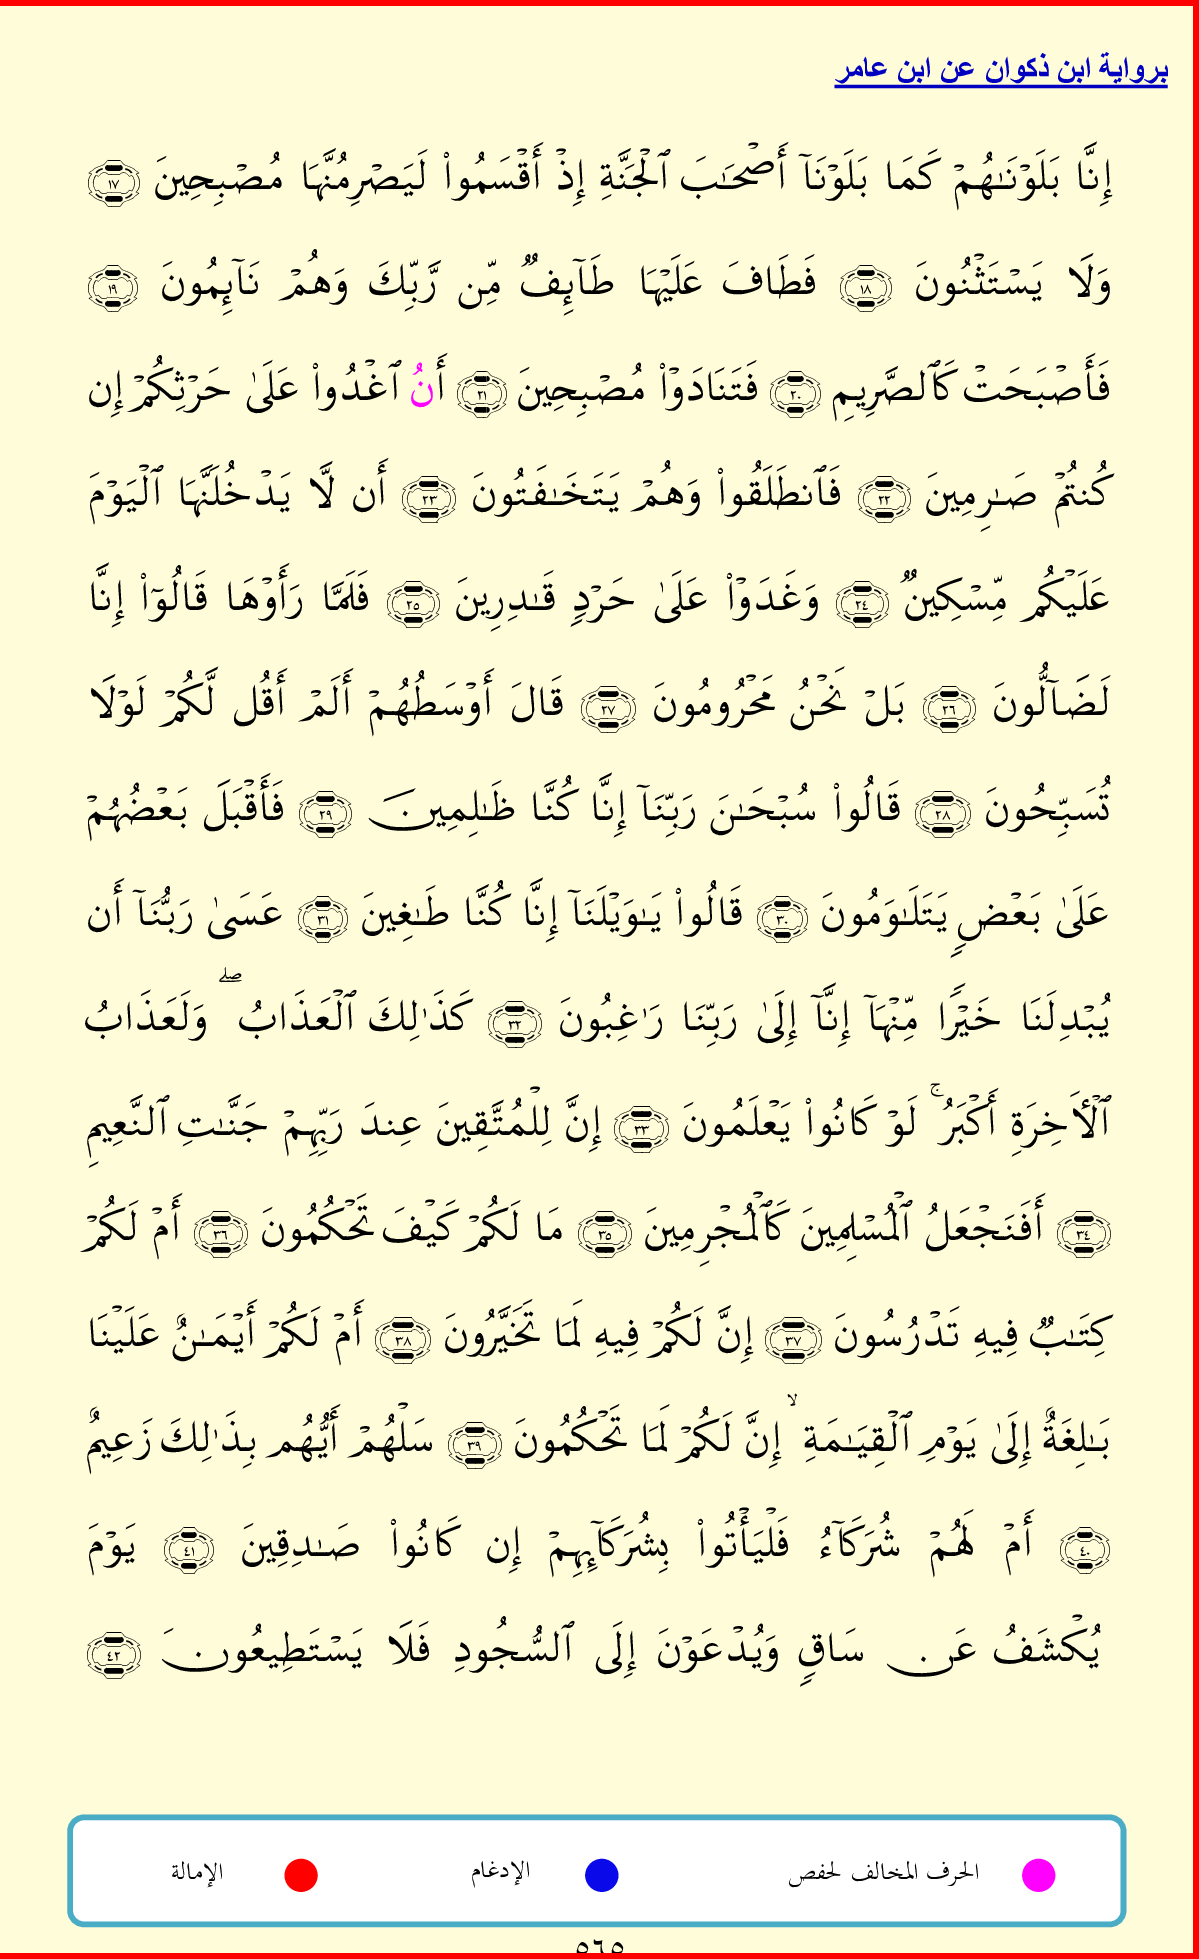 برواية ابن ذكوان عن ابن عامر
إِنَّا بَلَوۡنَٰهُمۡ كَمَا بَلَوۡنَآ أَصۡحَٰبَ ٱلۡجَنَّةِ إِذۡ أَقۡسَمُواْ لَيَصۡرِمُنَّهَا مُصۡبِحِينَ ١٧
وَلَا يَسۡتَثۡنُونَ ١٨ فَطَافَ عَلَيۡهَا طَآئِفٞ مِّن رَّبِّكَ وَهُمۡ نَآئِمُونَ ١٩
فَأَصۡبَحَتۡ كَٱلصَّرِيمِ ٢٠ فَتَنَادَوۡاْ مُصۡبِحِينَ ٢١ أَنُ ٱغۡدُواْ عَلَىٰ حَرۡثِكُمۡ إِن
كُنتُمۡ صَٰرِمِينَ ٢٢ فَٱنطَلَقُواْ وَهُمۡ يَتَخَٰفَتُونَ ٢٣ أَن لَّا يَدۡخُلَنَّهَا ٱلۡيَوۡمَ
عَلَيۡكُم مِّسۡكِينٞ ٢٤ وَغَدَوۡاْ عَلَىٰ حَرۡدٖ قَٰدِرِينَ ٢٥ فَلَمَّا رَأَوۡهَا قَالُوٓاْ إِنَّا
لَضَآلُّونَ ٢٦ بَلۡ نَحۡنُ مَحۡرُومُونَ ٢٧ قَالَ أَوۡسَطُهُمۡ أَلَمۡ أَقُل لَّكُمۡ لَوۡلَا
تُسَبِّحُونَ ٢٨ قَالُواْ سُبۡحَٰنَ رَبِّنَآ إِنَّا كُنَّا ظَٰلِمِينَ ٢٩ فَأَقۡبَلَ بَعۡضُهُمۡ
عَلَىٰ بَعۡضٖ يَتَلَٰوَمُونَ ٣٠ قَالُواْ يَٰوَيۡلَنَآ إِنَّا كُنَّا طَٰغِينَ ٣١ عَسَىٰ رَبُّنَآ أَن
يُبۡدِلَنَا خَيۡرٗا مِّنۡهَآ إِنَّآ إِلَىٰ رَبِّنَا رَٰغِبُونَ ٣٢ كَذَٰلِكَ ٱلۡعَذَابُۖ وَلَعَذَابُ
ٱلۡأٓخِرَةِ أَكۡبَرُۚ لَوۡ كَانُواْ يَعۡلَمُونَ ٣٣ إِنَّ لِلۡمُتَّقِينَ عِندَ رَبِّهِمۡ جَنَّٰتِ ٱلنَّعِيمِ
٣٤ أَفَنَجۡعَلُ ٱلۡمُسۡلِمِينَ كَٱلۡمُجۡرِمِينَ ٣٥ مَا لَكُمۡ كَيۡفَ تَحۡكُمُونَ ٣٦ أَمۡ لَكُمۡ
كِتَٰبٞ فِيهِ تَدۡرُسُونَ ٣٧ إِنَّ لَكُمۡ فِيهِ لَمَا تَخَيَّرُونَ ٣٨ أَمۡ لَكُمۡ أَيۡمَٰنٌ عَلَيۡنَا
بَٰلِغَةٌ إِلَىٰ يَوۡمِ ٱلۡقِيَٰمَةِۙ إِنَّ لَكُمۡ لَمَا تَحۡكُمُونَ ٣٩ سَلۡهُمۡ أَيُّهُم بِذَٰلِكَ زَعِيمٌ
٤٠ أَمۡ لَهُمۡ شُرَكَآءُ فَلۡيَأۡتُواْ بِشُرَكَآئِهِمۡ إِن كَانُواْ صَٰدِقِينَ ٤١ يَوۡمَ
يُكۡشَفُ عَن سَاقٖ وَيُدۡعَوۡنَ إِلَى ٱلسُّجُودِ فَلَا يَسۡتَطِيعُونَ ٤٢
الحرف المخالف لحفص الإدغام الإمالة
٥٦٥